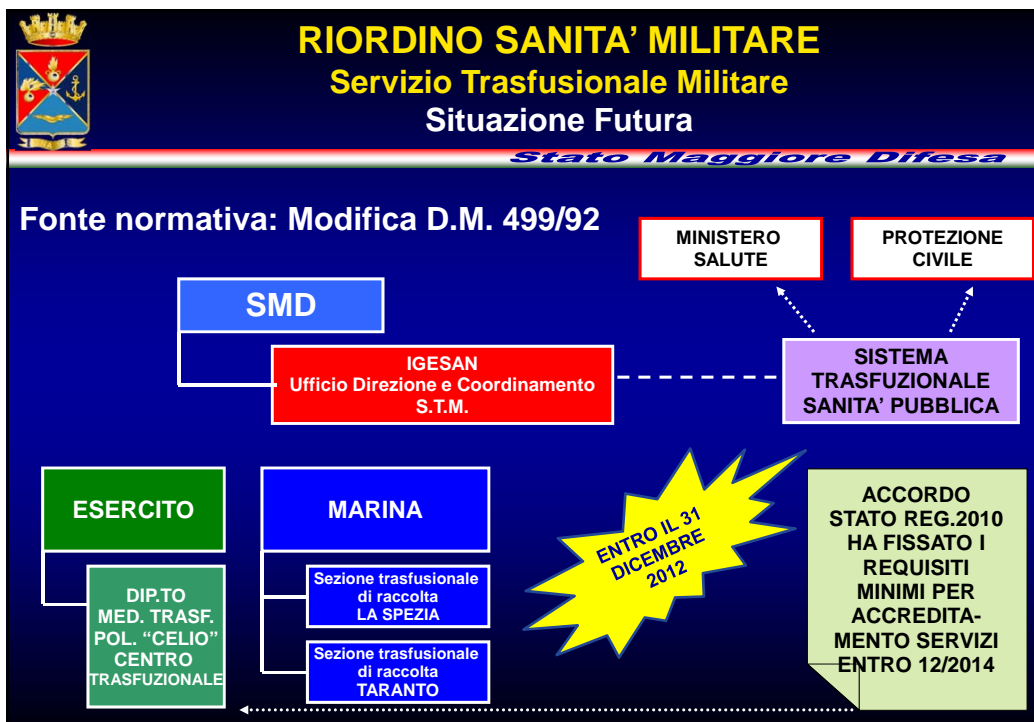 RIORDINO SANITA’ MILITARE
Servizio Trasfusionale Militare
Situazione Futura
Stato Maggiore Difesa
Fonte normativa: Modifica D.M. 499/92
MINISTERO
SALUTE
PROTEZIONE
CIVILE
SMD
IGESAN
Ufficio Direzione e Coordinamento
S.T.M.
SISTEMA
TRASFUZIONALE
SANITA’ PUBBLICA
ESERCITO
MARINA
DIP.TO
MED. TRASF.
POL. “CELIO”
CENTRO
TRASFUZIONALE
Sezione trasfusionale
di raccolta
LA SPEZIA
Sezione trasfusionale
di raccolta
TARANTO
ENTRO IL 31
DICEMBRE
2012
ACCORDO
STATO REG.2010
HA FISSATO I
REQUISITI
MINIMI PER
ACCREDITA-
MENTO SERVIZI
ENTRO 12/2014